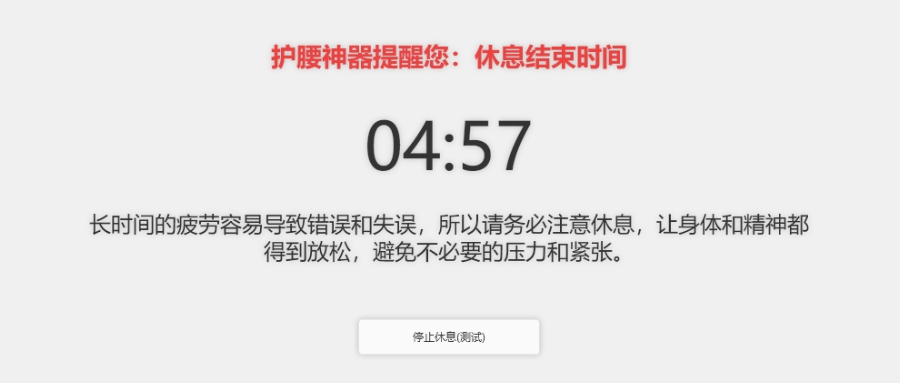 护腰神器提醒您：休息结束时间
04:57
长时间的疲劳容易导致错误和失误，所以请务必注意休息，让身体和精神都
得到放松，避免不必要的压力和紧张。
停止休息(测试)